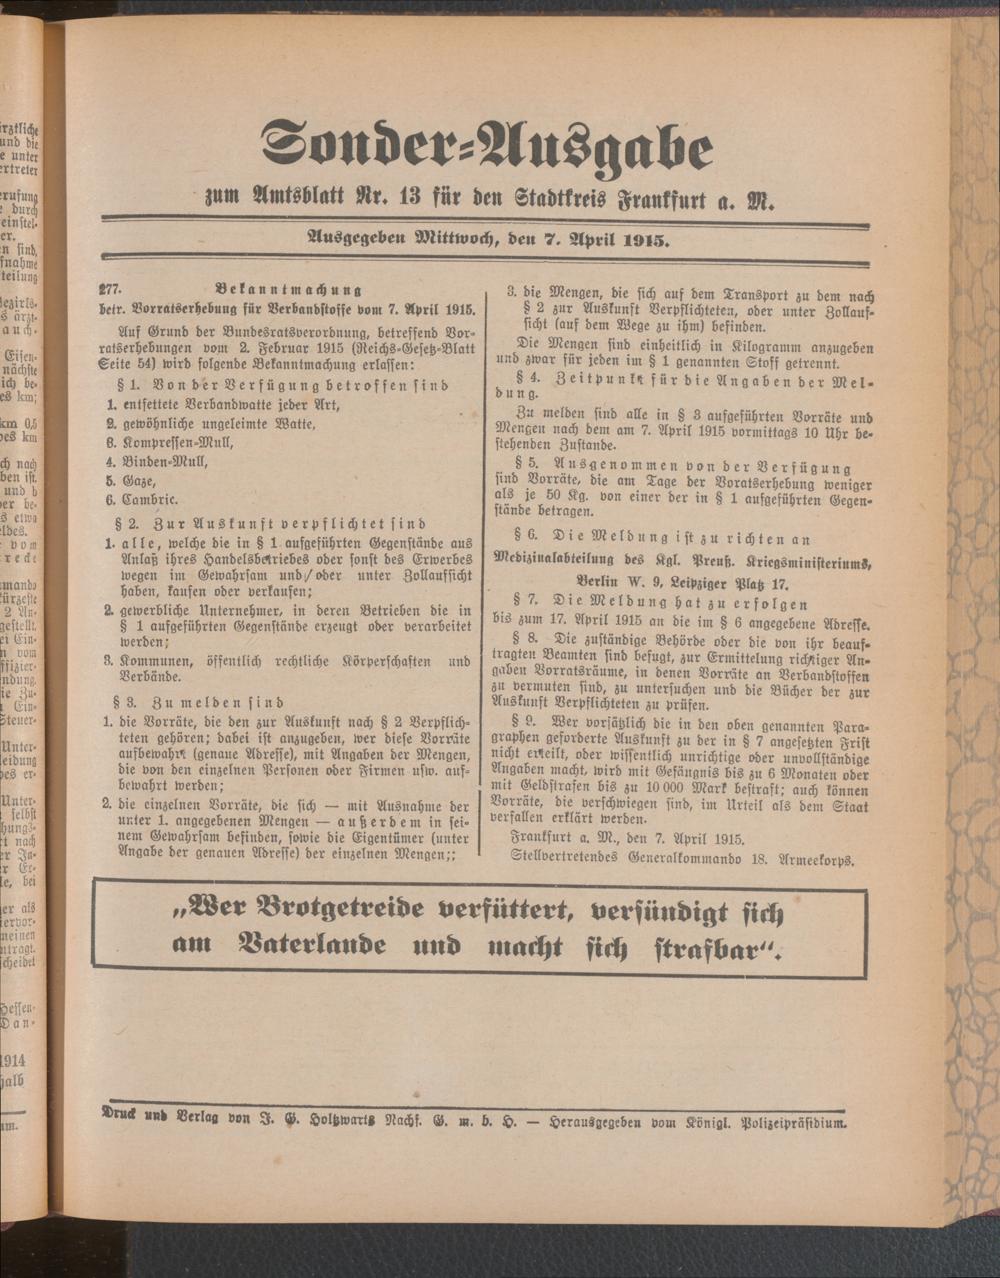 Sonder-Ausgabe
zum Amtsblatt Nr. 13 für den Stadtkreis Frankfurt a. M.
Ausgegeben Mittwoch, den 7. April 1915.
277. Bekanntmachung
betr. Vorratserhebung für Verbandstoffe vom 7. April 1915.
Auf Grund der Bundesratsverordnung, betreffend Vor-
ratserhebungen vom 2. Februar 1915 (Reichs-Gesetz-Blatt
Seite 54) wird folgende Bekanntmachung erlassen:
§ 1. Von der Verfügung betroffen sind
1. entfettete Verbandwatte jeder Art,
2. gewöhnliche ungeleimte Watte,
3. Kompressen-Mull,
4. Binden-Mull,
5. Gaze,
6. Cambric.
§ 2. Zur Auskunft verpflichtet sind
1. alle, welche die in § 1 aufgeführten Gegenstände aus
Anlaß ihres Handelsbetriebes oder sonst des Erwerbes
wegen im Gewahrsam und/oder unter Zollaufsicht
haben, kaufen oder verkaufen;
2. gewerbliche Unternehmer, in deren Betrieben die in
§ 1 aufgeführten Gegenstände erzeugt oder verarbeitet
werden;
3. Kommunen, öffentlich rechtliche Körperschaften und
Verbände.
§ 3. Zu melden sind
1. die Vorräte, die den zur Auskunft nach § 2 Verpflich-
teten gehören; dabei ist anzugeben, wer diese Vorräte
aufbewahrt (genaue Adresse), mit Angaben der Mengen,
die von den einzelnen Personen oder Firmen usw. auf-
bewahrt werden;
2. die einzelnen Vorräte, die sich — mit Ausnahme der
unter 1. angegebenen Mengen — außerdem in sei-
nem Gewahrsam befinden, sowie die Eigentümer (unter
Angabe der genauen Adresse) der einzelnen Mengen;;
3. die Mengen, die sich auf dem Transport zu dem nach
§ 2 zur Auskunft Verpflichteten, oder unter Zollauf-
sicht (auf dem Wege zu ihm) befinden.
Die Mengen sind einheitlich in Kilogramm anzugeben
und zwar für jeden im § 1 genannten Stoff getrennt.
§ 4. Zeitpunkt für die Angaben der Mel-
dung.
Zu melden sind alle in § 3 aufgeführten Vorräte und
Mengen nach dem am 7. April 1915 vormittags 10 Uhr be-
stehenden Zustande.
§ 5. Ausgenommen von der Verfügung
sind Vorräte, die am Tage der Voratserhebung weniger
als je 50 Kg. von einer der in § 1 aufgeführten Gegen-
stände betragen.
§ 6. Die Meldung ist zu richten an
Medizinalabteilung des Kgl. Preuß. Kriegsministeriums,
Berlin W. 9, Leipziger Platz 17.
§ 7. Die Meldung hat zu erfolgen
bis zum 17. April 1915 an die im § 6 angegebene Adresse.
§ 8. Die zuständige Behörde oder die von ihr beauf-
tragten Beamten sind befugt, zur Ermittelung richtiger An-
gaben Vorratsräume, in denen Vorräte an Verbandstoffen
zu vermuten sind, zu untersuchen und die Bücher der zur
Auskunft Verpflichteten zu prüfen.
§ 9. Wer vorsätzlich die in den oben genannten Para-
graphen geforderte Auskunft zu der in § 7 angesetzten Frist
nicht erteilt, oder wissentlich unrichtige oder unvollständige
Angaben macht, wird mit Gefängnis bis zu 6 Monaten oder
mit Geldstrafen bis zu 10 000 Mark bestraft; auch können
Vorräte, die verschwiegen sind, im Urteil als dem Staat
verfallen erklärt werden.
Frankfurt a. M., den 7. April 1915.
Stellvertretendes Generalkommando 18. Armeekorps.
„Wer Brotgetreide verfüttert, versündigt sich
am Vaterlande und macht sich strafbar“.
Druck und Verlag von J. G. Holtzwarts Nachf. G. m. b. H. — Herausgegeben vom Königl. Polizeipräsidium.